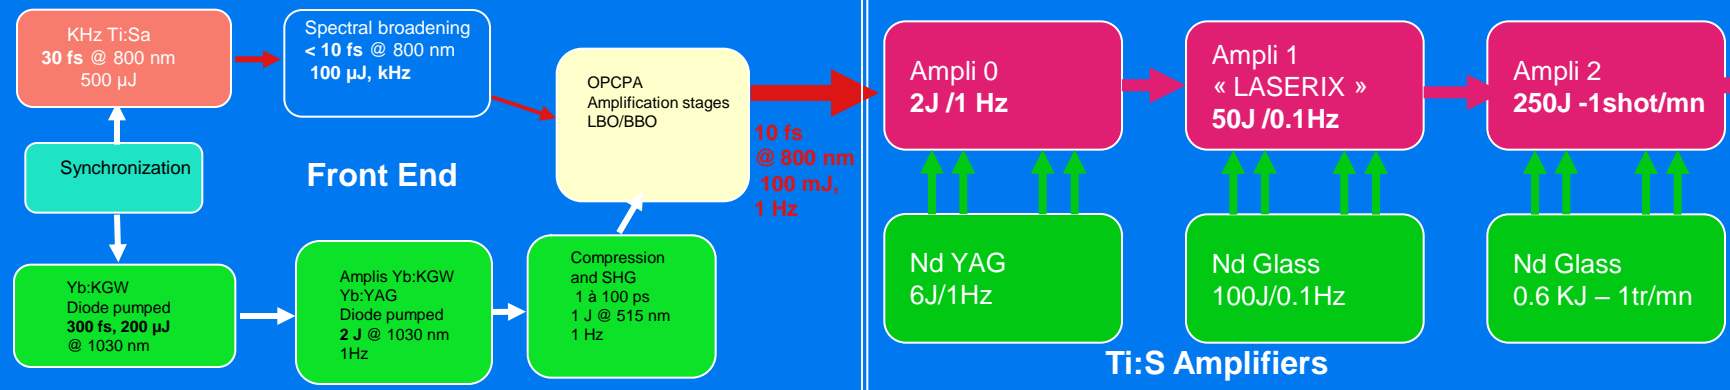 KHz Ti:Sa
30 fs @ 800 nm
500 µJ
Spectral broadening
< 10 fs @ 800 nm
100 µJ, kHz
OPCPA
Amplification stages
LBO/BBO
Synchronization
Front End
10 fs
@ 800 nm
100 mJ,
1 Hz
Yb:KGW
Diode pumped
300 fs, 200 µJ
@ 1030 nm
Amplis Yb:KGW
Yb:YAG
Diode pumped
2 J @ 1030 nm
1Hz
Compression
and SHG
1 à 100 ps
1 J @ 515 nm
1 Hz
Ampli 0
2J /1 Hz
Ampli 1
« LASERIX »
50J /0.1Hz
Ampli 2
250J -1shot/mn
Nd YAG
6J/1Hz
Nd Glass
100J/0.1Hz
Nd Glass
0.6 KJ – 1tr/mn
Ti:S Amplifiers